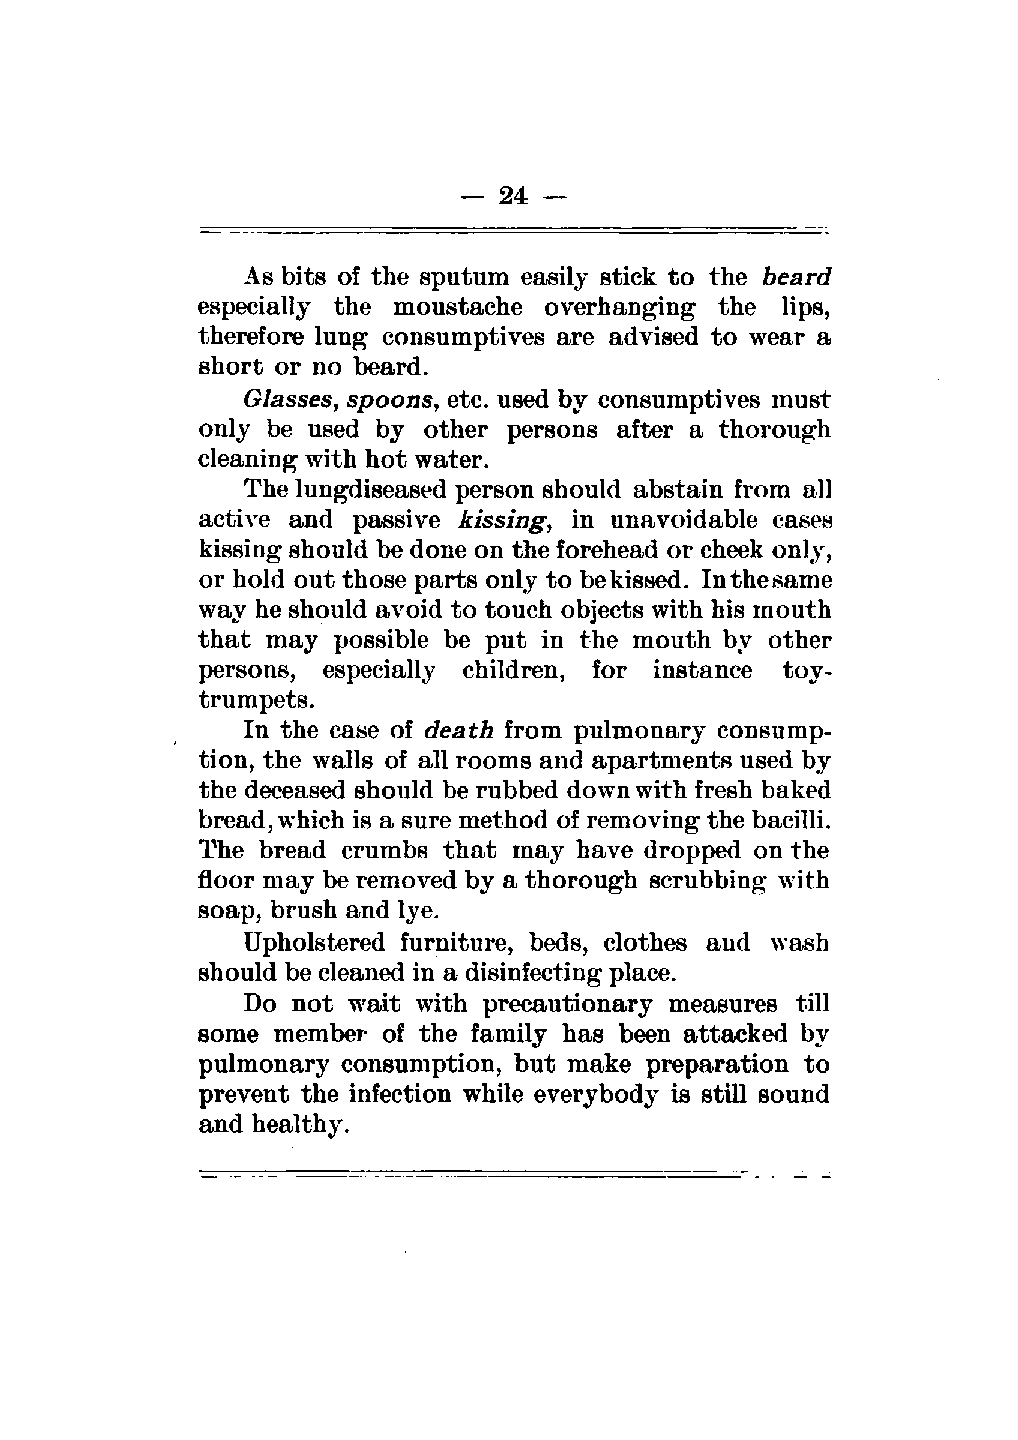 — 24 —
As bits of the sputum easily stick to the beard
especially the moustache overhanging the lips,
therefore lung consumptives are advised to wear a
short or no beard.
Glasses, spoons, etc. used by consumptives must
only be used by other persons after a thorough
cleaning with hot water.
The lungdiseased person should abstain from all
active and passive kissing, in unavoidable cases
kissing should be done on the forehead or cheek only,
or hold out those parts only to be kissed. In the same
way he should avoid to touch objects with his mouth
that may possible be put in the mouth by other
persons, especially children, for instance toy-
trumpets.
In the case of death from pulmonary consump-
tion, the walls of all rooms and apartments used by
the deceased should be rubbed down with fresh baked
bread, which is a sure method of removing the bacilli.
The bread crumbs that may have dropped on the
floor may be removed by a thorough scrubbing with
soap, brush and lye.
Upholstered furniture, beds, clothes and wash
should be cleaned in a disinfecting place.
Do not wait with precautionary measures till
some member of the family has been attacked by
pulmonary consumption, but make preparation to
prevent the infection while everybody is still sound
and healthy.